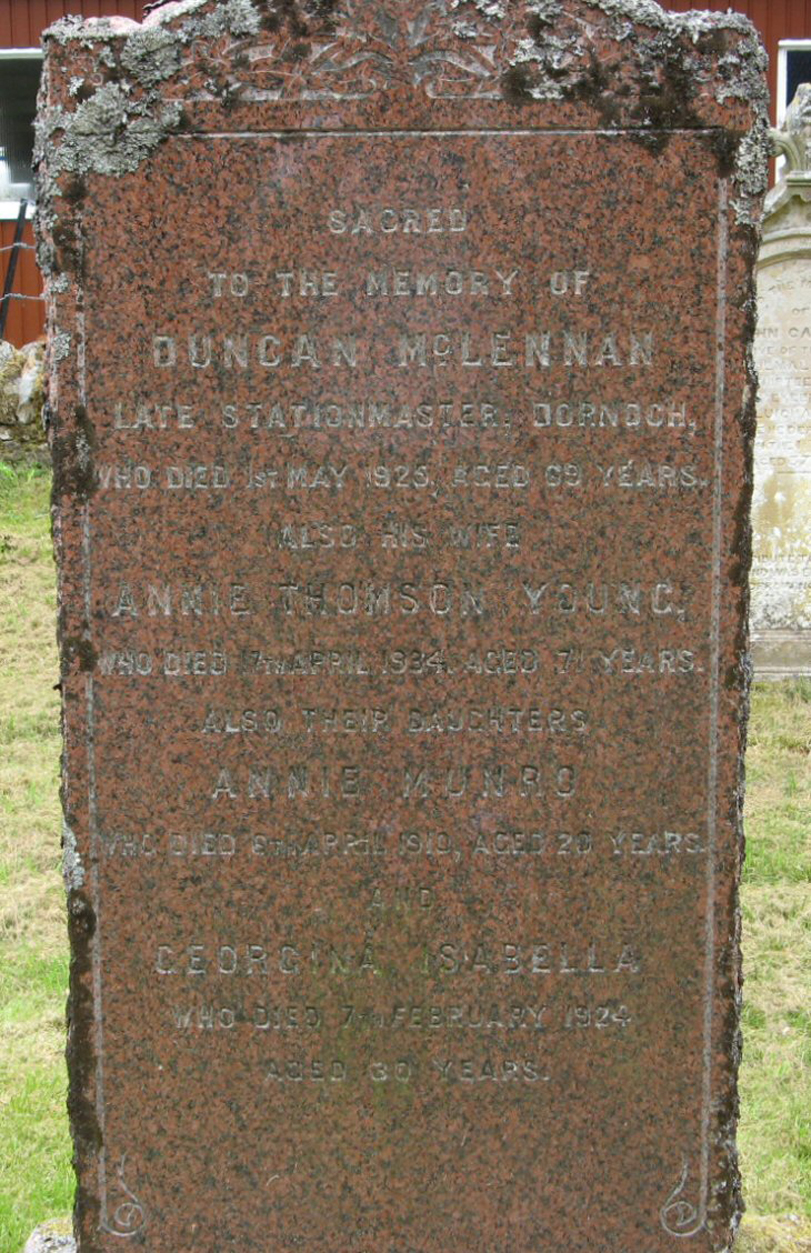 SACRED
TO THE MEMORY OF
DUNCAN McLENNAN
LATE STATIONMASTER, DORNOCH,
WHO DIED 1ST MAY 1925, AGED 69 YEARS.
ALSO HIS WIFE
ANNIE THOMSON YOUNG,
WHO DIED 17TH APRIL 1934, AGED 71 YEARS.
ALSO THEIR DAUGHTERS
ANNIE MUNRO
WHO DIED APRIL 1910, AGED 20 YEARS.
AND
GEORGINA ISABELLA
WHO DIED 7TH FEBRUARY 1924
AGED 30 YEARS.